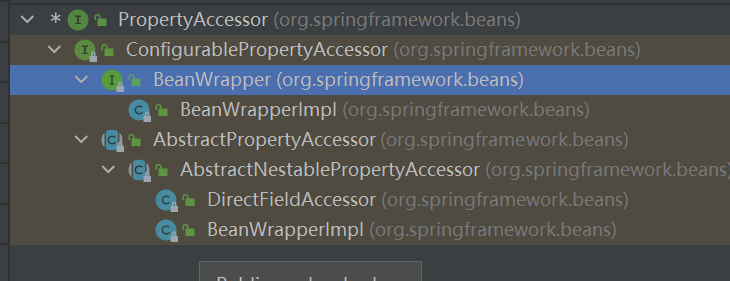 * PropertyAccessor (org.springframework.beans)
ConfigurablePropertyAccessor (org.springframework.beans)
BeanWrapper (org.springframework.beans)
BeanWrapperImpl (org.springframework.beans)
AbstractPropertyAccessor (org.springframework.beans)
AbstractNestablePropertyAccessor (org.springframework.beans)
DirectFieldAccessor (org.springframework.beans)
BeanWrapperImpl (org.springframework.beans)